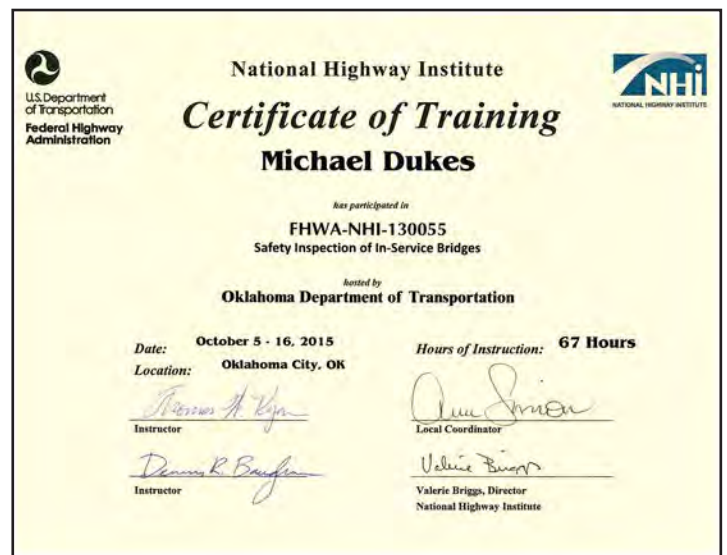 U.S. Department
of Transportation
Federal Highway
Administration
National Highway Institute
NHI
NATIONAL HIGHWAY INSTITUTE
Certificate of Training
Michael Dukes
has participated in
FHWA-NHI-130055
Safety Inspection of In-Service Bridges
hosted by
Oklahoma Department of Transportation
Date: October 5 - 16, 2015
Location: Oklahoma City, OK
Hours of Instruction: 67 Hours
Instructor
Local Coordinator
Dennis R.
Instructor
Valerie Briggs
Valerie Briggs, Director
National Highway Institute